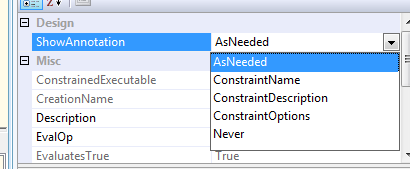 Design
ShowAnnotation AsNeeded
Misc AsNeeded
ConstrainedExecutable ConstraintName
CreationName ConstraintDescription
Description ConstraintOptions
EvalOp Never
EvaluatesTrue True